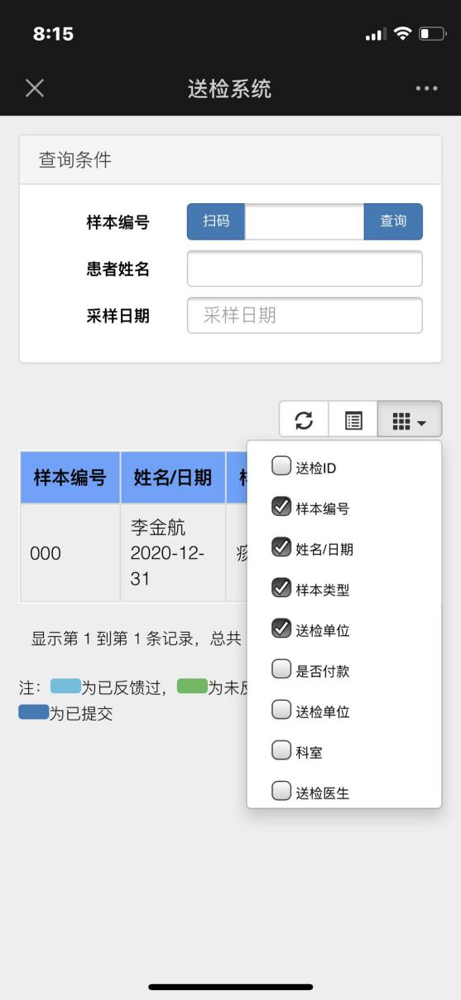 8:15
送检系统
查询条件
样本编号 扫码 查询
患者姓名
采样日期 采样日期
送检ID
样本编号
姓名/日期
样本类型
送检单位
是否付款
送检单位
科室
送检医生
样本编号 姓名/日期
000 李金航
2020-12-
31
显示第 1 到第 1 条记录，总共
注： 为已反馈过， 为未
为已提交